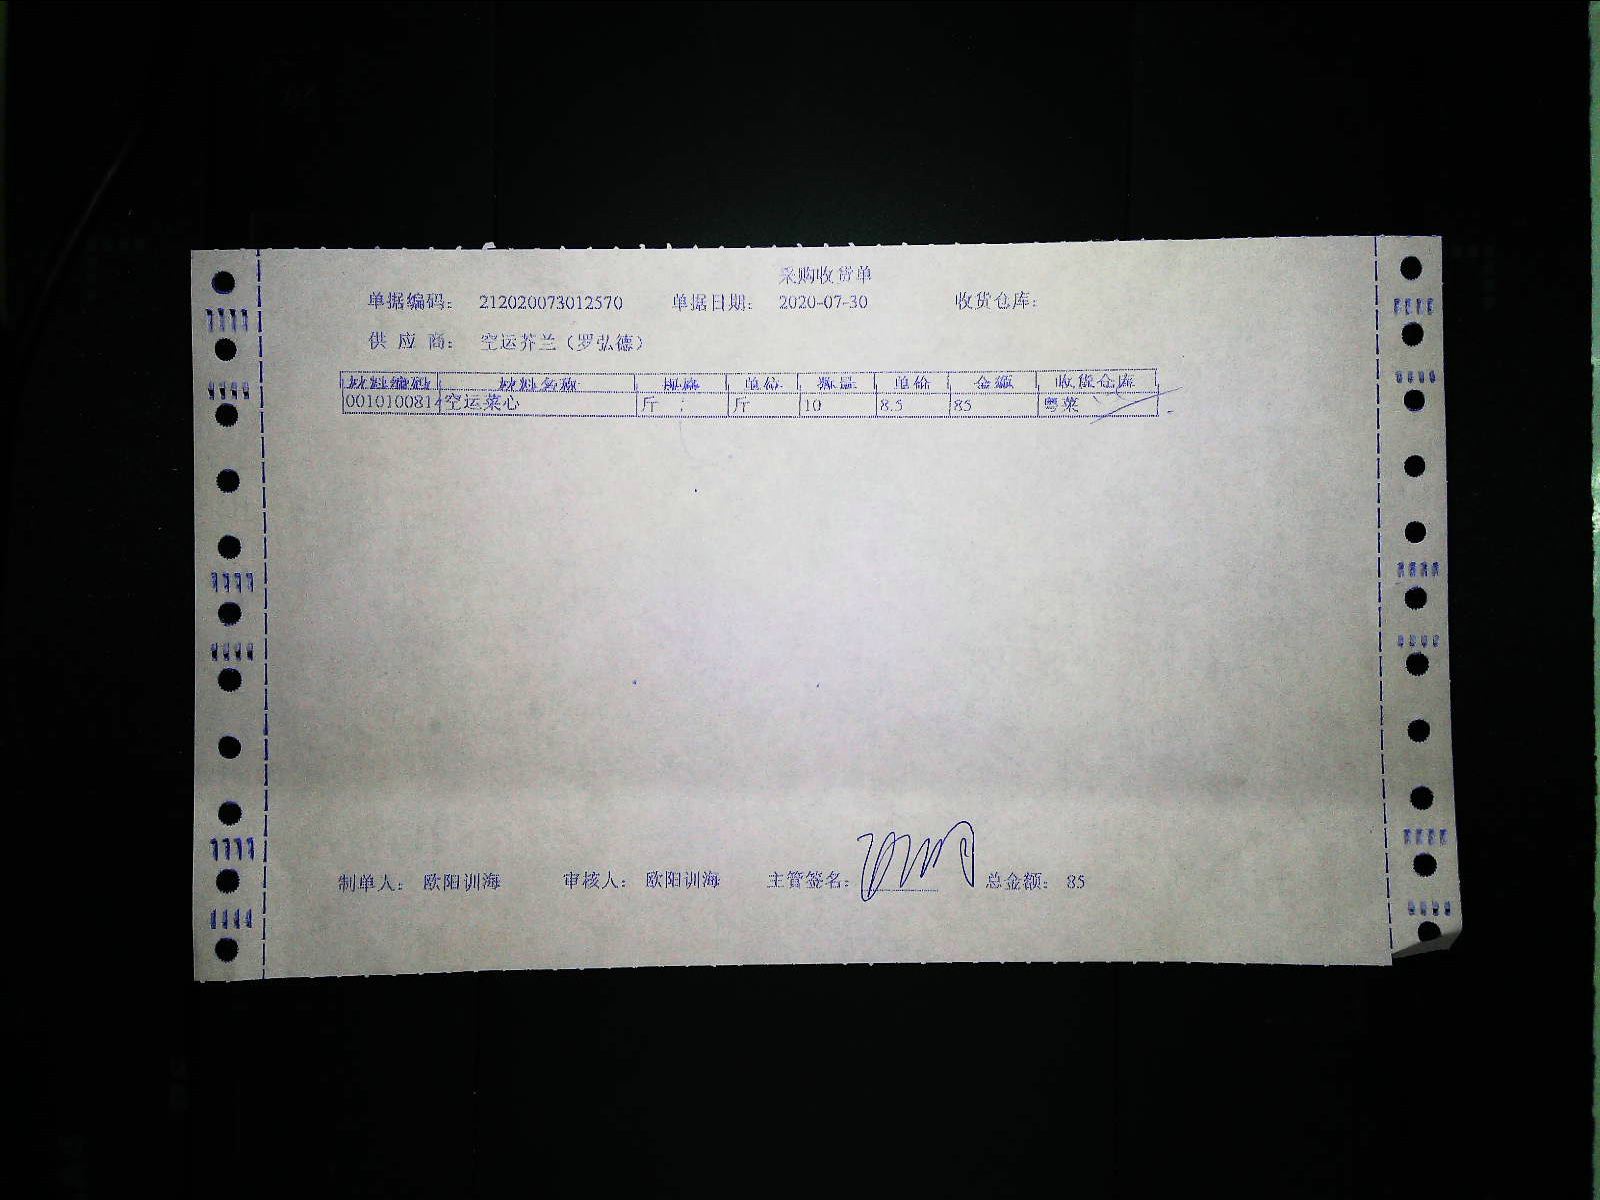 采购收货单
单据编码: 212020073012570 单据日期: 2020-07-30 收货仓库:
供应商: 空运芥兰（罗弘德）
材料编码 材料名称 规格 单位 数量 单价 金额 收货仓库
0010100814 空运菜心 斤 斤 10 8.5 85 粤菜
制单人: 欧阳训海 审核人: 欧阳训海 主管签名: 总金额: 85